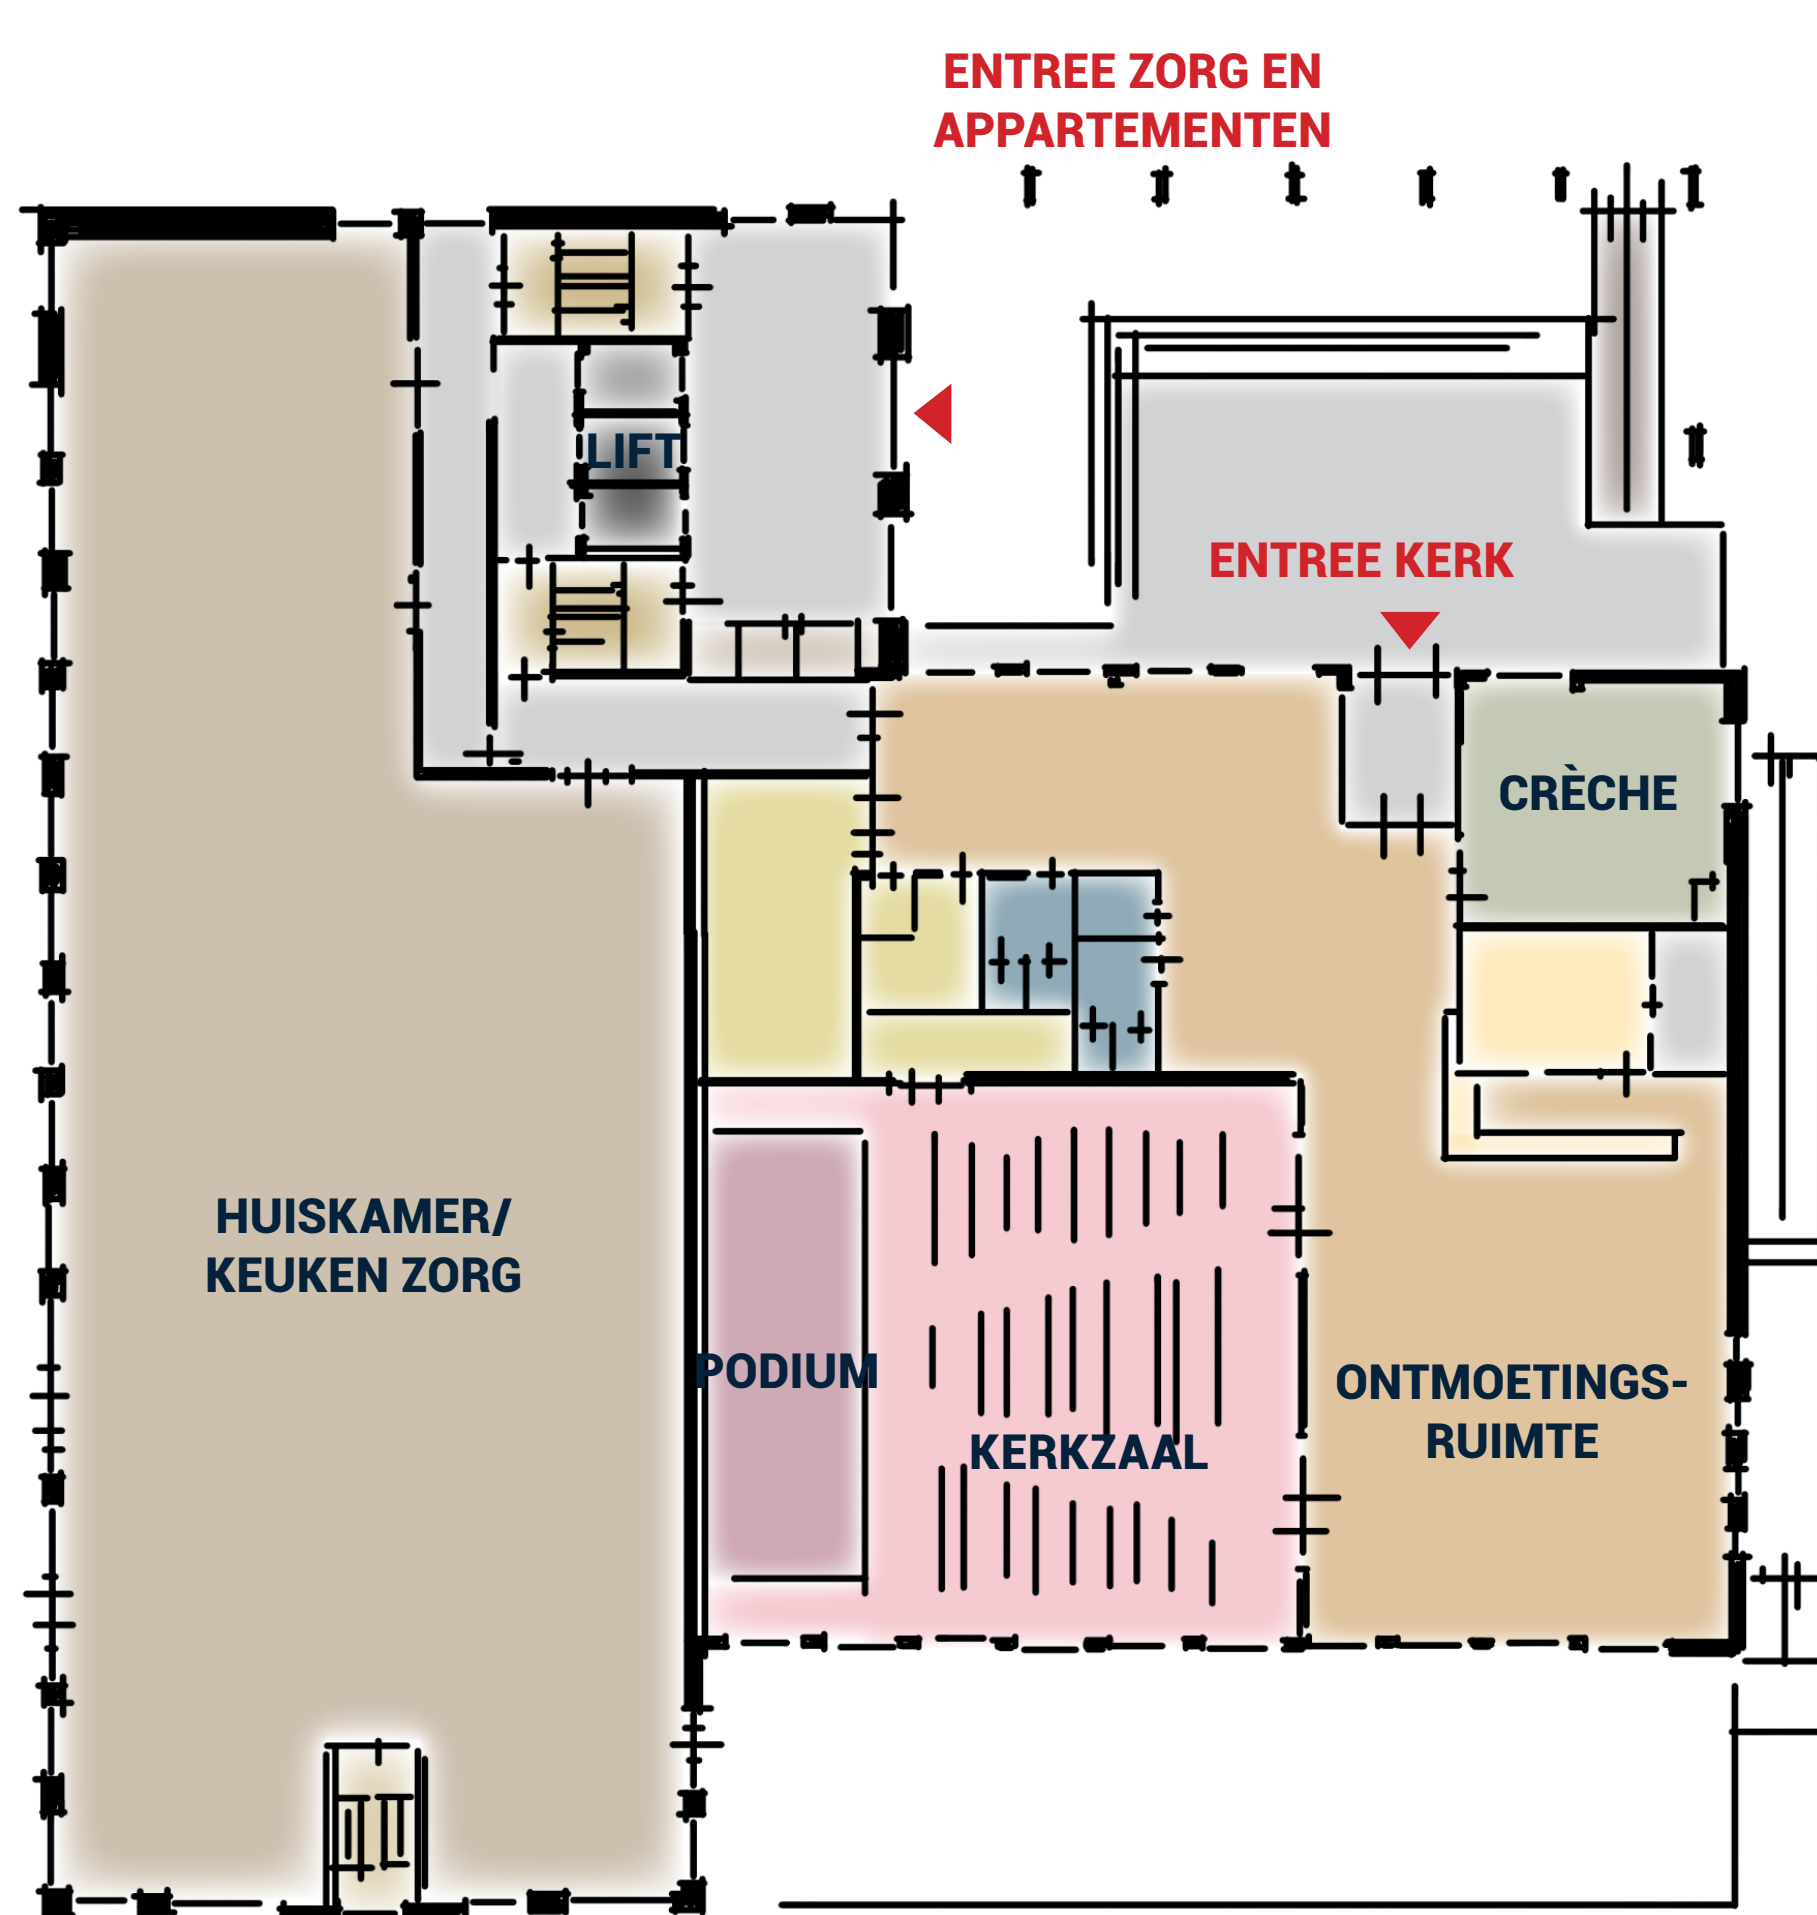 ENTREE ZORG EN
APPARTEMENTEN
LIFT
ENTREE KERK
CRÈCHE
HUISKAMER/
KEUKEN ZORG
PODIUM
KERKZAAL
ONTMOETINGS-
RUIMTE